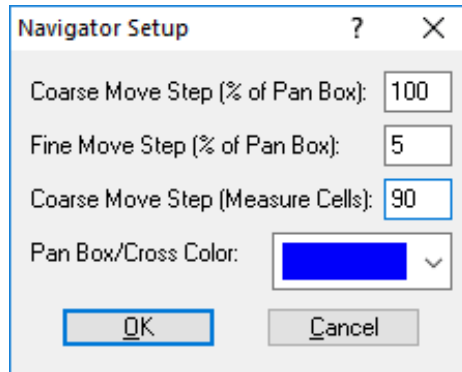 Navigator Setup ?
Coarse Move Step (% of Pan Box): 100
Fine Move Step (% of Pan Box): 5
Coarse Move Step (Measure Cells): 90
Pan Box/Cross Color:
OK Cancel